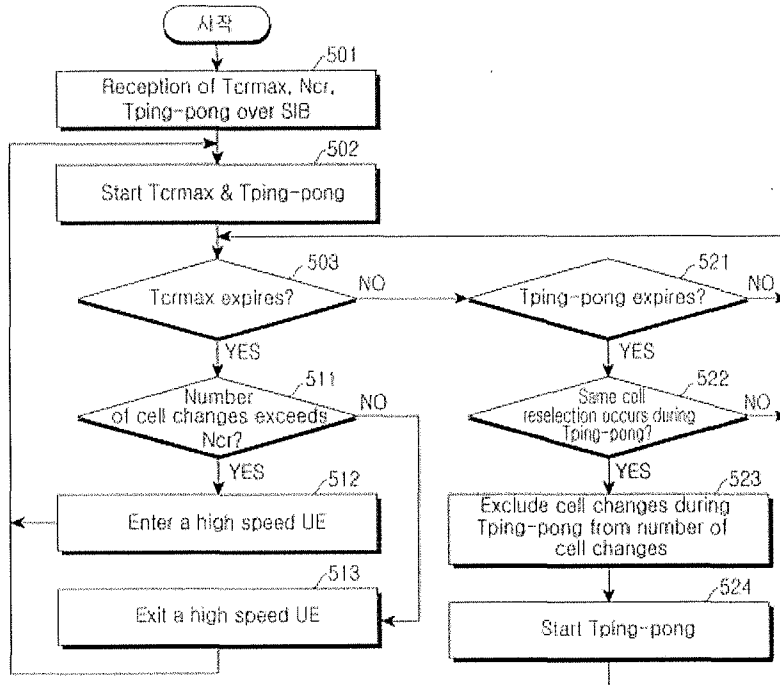 시작
501
Reception of Tcrmax, Ncr,
Tping-pong over SIB
502
Start Tcrmax & Tping-pong
503
Tcrmax expires?
NO
YES
521
Tping-pong expires?
NO
YES
511
Number
of cell changes exceeds
Ncr?
NO
YES
522
Same cell
reselection occurs during
Tping-pong?
NO
YES
512
Enter a high speed UE
523
Exclude cell changes during
Tping-pong from number of
cell changes
513
Exit a high speed UE
524
Start Tping-pong